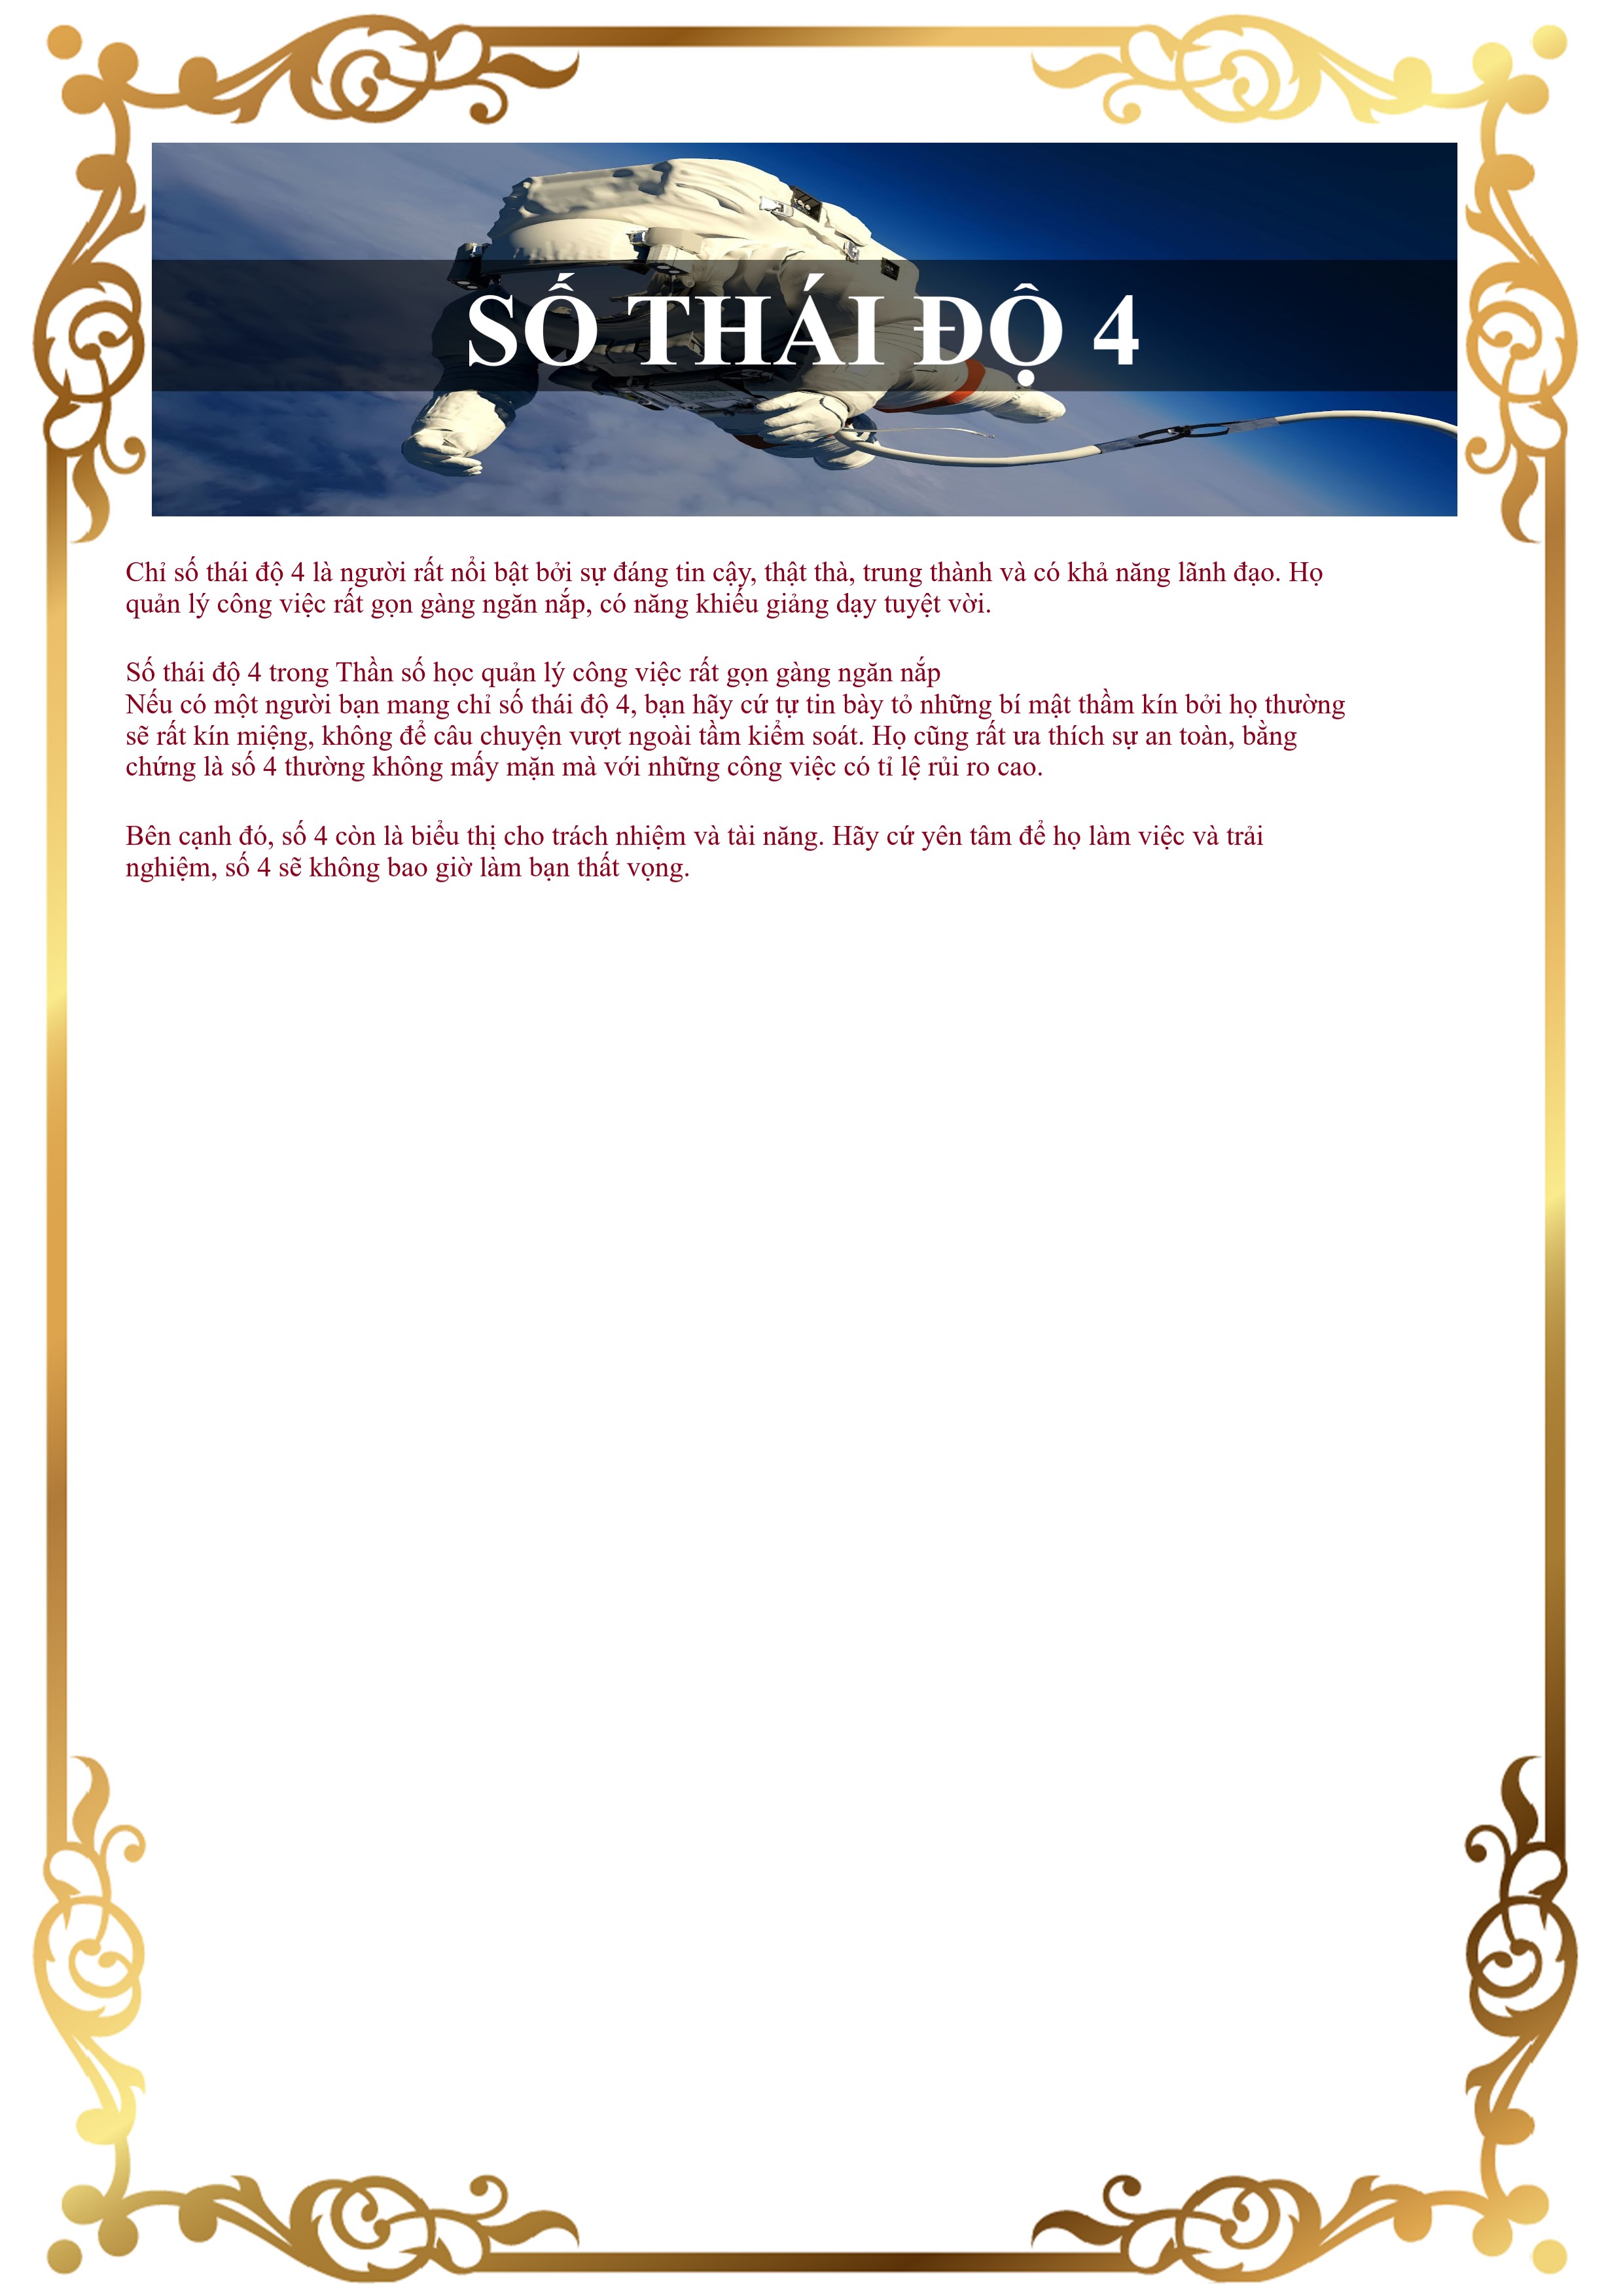 SỐ THÁI ĐỘ 4
Chỉ số thái độ 4 là người rất nổi bật bởi sự đáng tin cậy, thật thà, trung thành và có khả năng lãnh đạo. Họ
quản lý công việc rất gọn gàng ngăn nắp, có năng khiếu giảng dạy tuyệt vời.
Số thái độ 4 trong Thần số học quản lý công việc rất gọn gàng ngăn nắp
Nếu có một người bạn mang chỉ số thái độ 4, bạn hãy cứ tự tin bày tỏ những bí mật thầm kín bởi họ thường
sẽ rất kín miệng, không để câu chuyện vượt ngoài tầm kiểm soát. Họ cũng rất ưa thích sự an toàn, bằng
chứng là số 4 thường không mấy mặn mà với những công việc có tỉ lệ rủi ro cao.
Bên cạnh đó, số 4 còn là biểu thị cho trách nhiệm và tài năng. Hãy cứ yên tâm để họ làm việc và trải
nghiệm, số 4 sẽ không bao giờ làm bạn thất vọng.